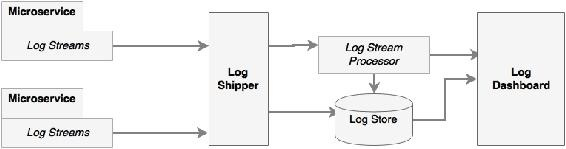 Microservice
Log Streams
Microservice
Log Streams
Log
Shipper
Log Stream
Processor
Log Store
Log
Dashboard